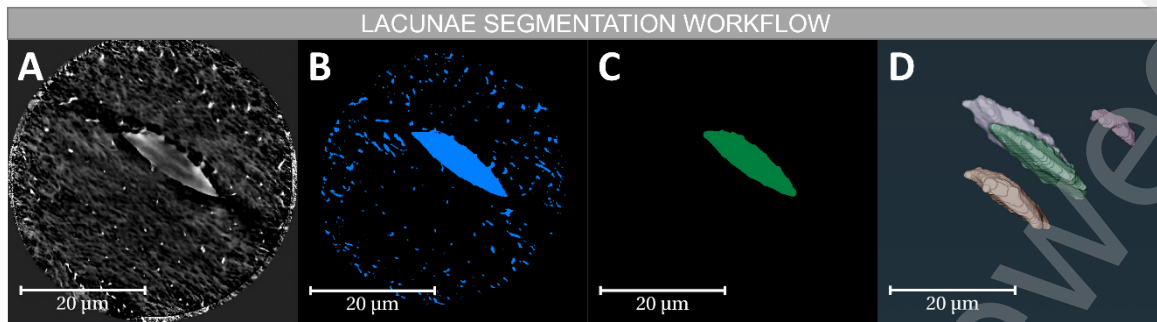 LACUNAE SEGMENTATION WORKFLOW
A B C D
20 µm 20 µm 20 µm 20 µm